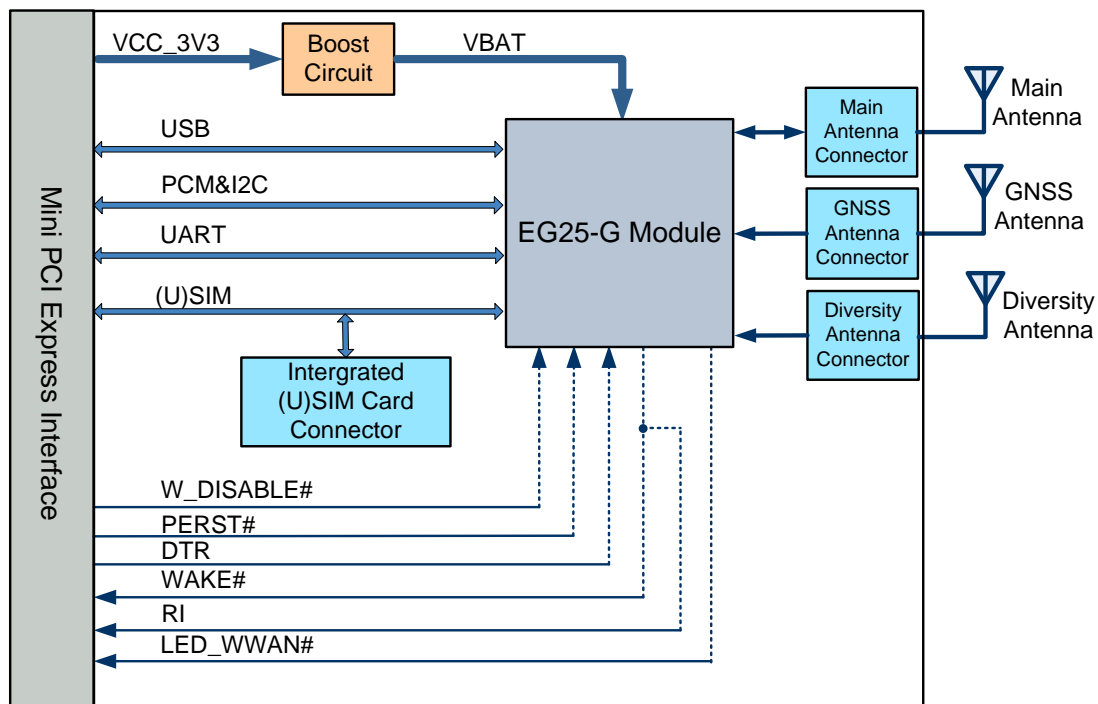 VCC_3V3
Boost
Circuit
VBAT
Main
Antenna
Connector
Main
Antenna
USB
PCM&I2C
UART
(U)SIM
EG25-G Module
GNSS
Antenna
Connector
GNSS
Antenna
Diversity
Antenna
Connector
Diversity
Antenna
Mini PCI Express Interface
Intergrated
(U)SIM Card
Connector
W_DISABLE#
PERST#
DTR
WAKE#
RI
LED_WWAN#